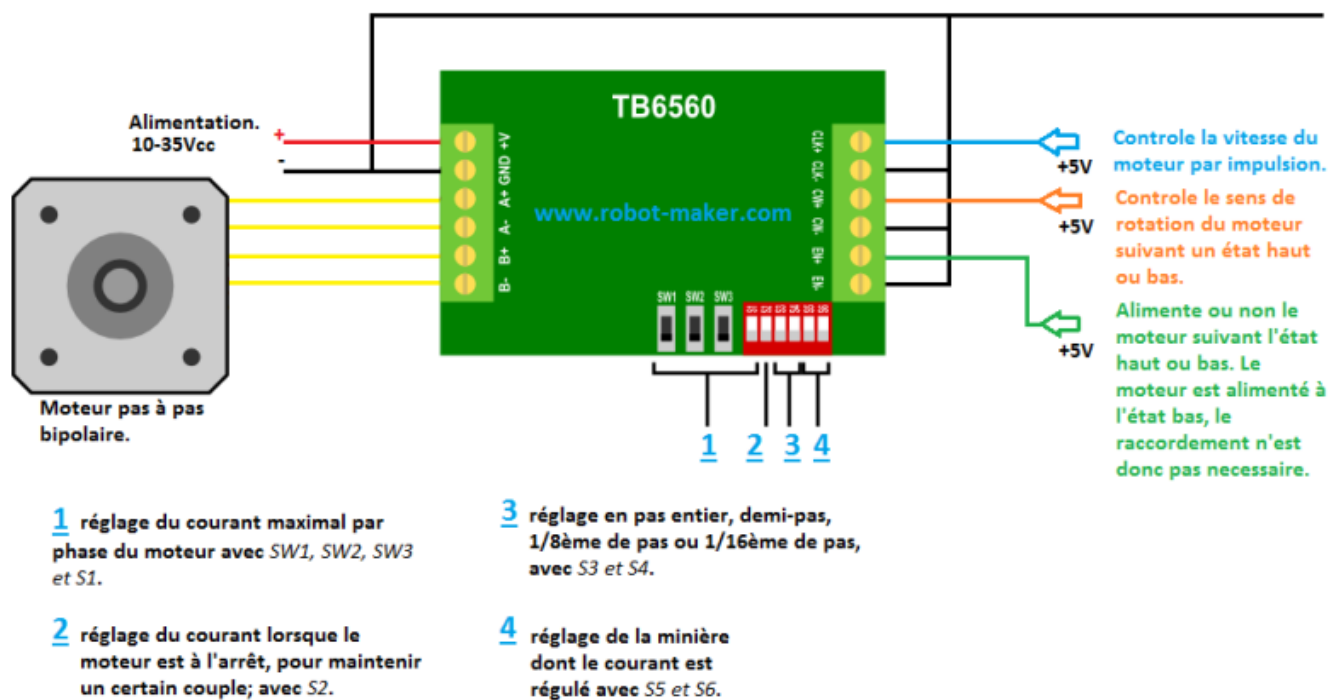 TB6560
Alimentation.
10-35Vcc
+
-
+V
GND
A+
A-
B+
B-
www.robot-maker.com
CLK+
CLK-
CW+
CW-
EN+
EN-
SW1 SW2 SW3
S1 S2 S3 S4 S5 S6
+5V
Controle la vitesse du
moteur par impulsion.
+5V
Controle le sens de
rotation du moteur
suivant un état haut
ou bas.
+5V
Alimente ou non le
moteur suivant l'état
haut ou bas. Le
moteur est alimenté à
l'état bas, le
raccordement n'est
donc pas necessaire.
Moteur pas à pas
bipolaire.
1 2 3 4
1 réglage du courant maximal par
phase du moteur avec SW1, SW2, SW3
et S1.
2 réglage du courant lorsque le
moteur est à l'arrêt, pour maintenir
un certain couple; avec S2.
3 réglage en pas entier, demi-pas,
1/8ème de pas ou 1/16ème de pas,
avec S3 et S4.
4 réglage de la minière
dont le courant est
régulé avec S5 et S6.